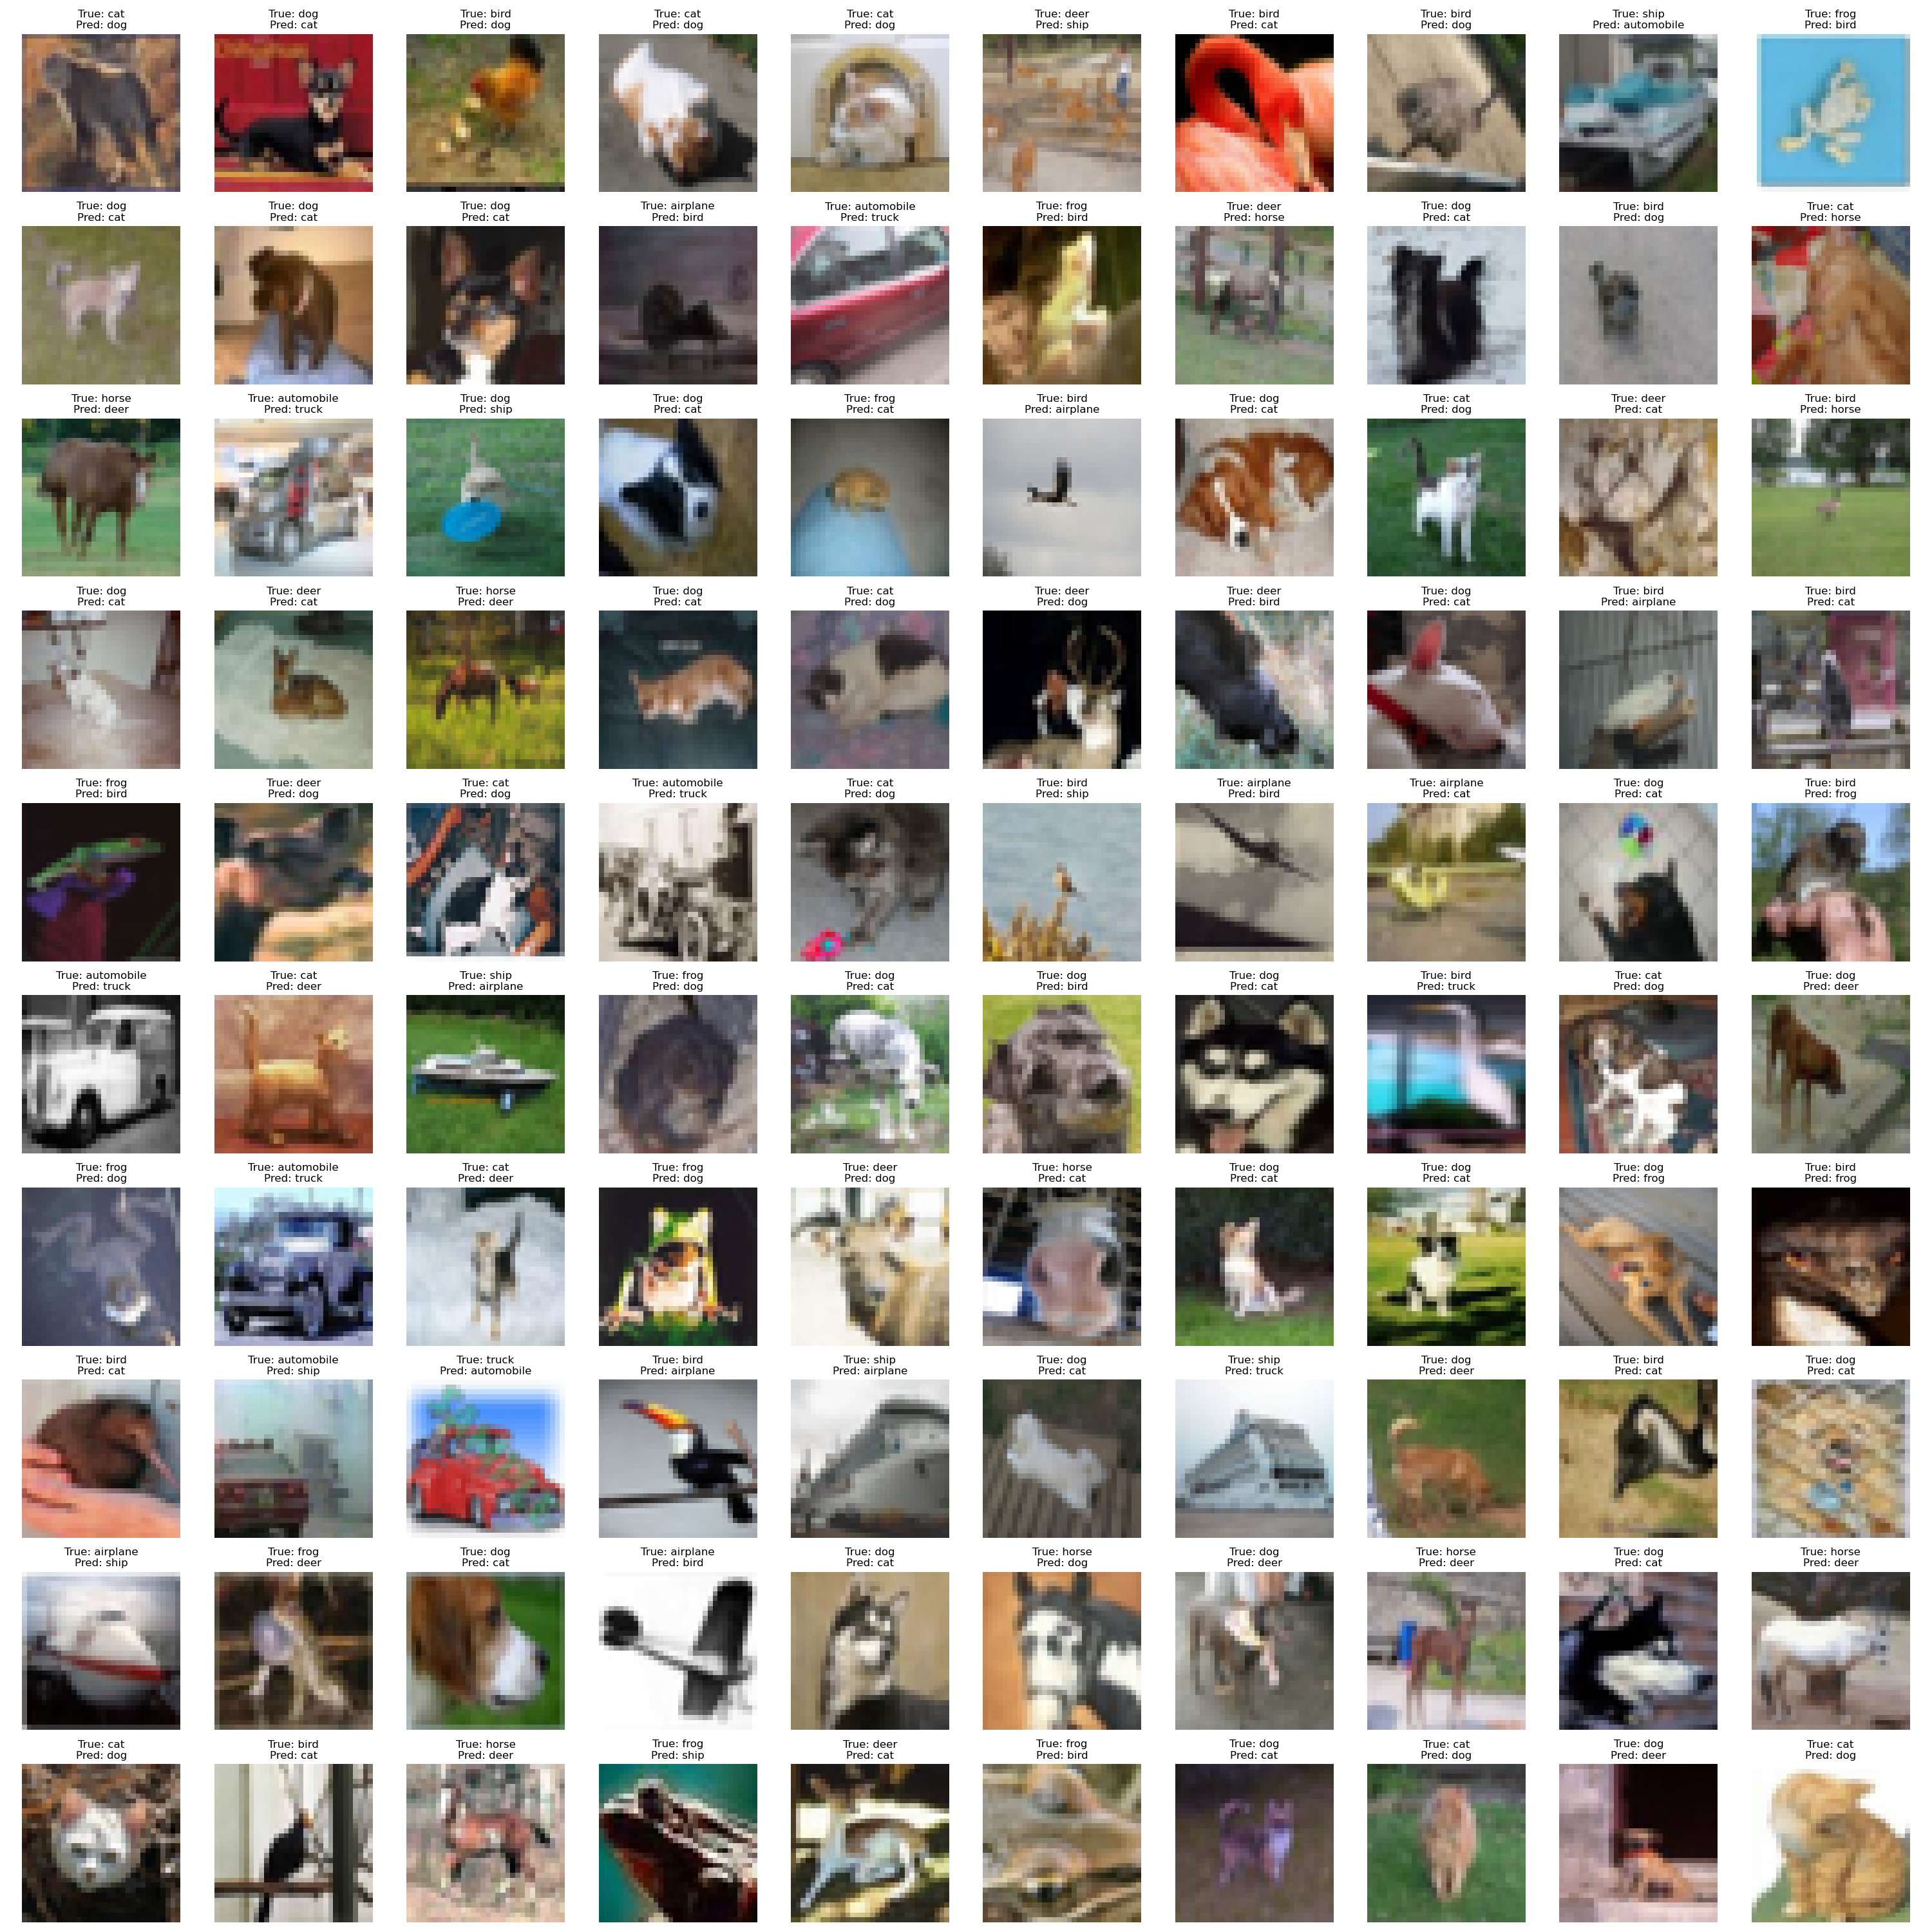 True: cat
Pred: dog
True: dog
Pred: cat
True: bird
Pred: dog
True: cat
Pred: dog
True: cat
Pred: dog
True: deer
Pred: ship
True: bird
Pred: cat
True: bird
Pred: dog
True: ship
Pred: automobile
True: frog
Pred: bird
True: dog
Pred: cat
True: dog
Pred: cat
True: dog
Pred: cat
True: airplane
Pred: bird
True: automobile
Pred: truck
True: frog
Pred: bird
True: deer
Pred: horse
True: dog
Pred: cat
True: bird
Pred: dog
True: cat
Pred: horse
True: horse
Pred: deer
True: automobile
Pred: truck
True: dog
Pred: ship
True: dog
Pred: cat
True: frog
Pred: cat
True: bird
Pred: airplane
True: dog
Pred: cat
True: cat
Pred: dog
True: deer
Pred: cat
True: bird
Pred: horse
True: dog
Pred: cat
True: deer
Pred: cat
True: horse
Pred: deer
True: dog
Pred: cat
True: cat
Pred: dog
True: deer
Pred: dog
True: deer
Pred: bird
True: dog
Pred: cat
True: bird
Pred: airplane
True: bird
Pred: cat
True: frog
Pred: bird
True: deer
Pred: dog
True: cat
Pred: dog
True: automobile
Pred: truck
True: cat
Pred: dog
True: bird
Pred: ship
True: airplane
Pred: bird
True: airplane
Pred: cat
True: dog
Pred: cat
True: bird
Pred: frog
True: automobile
Pred: truck
True: cat
Pred: deer
True: ship
Pred: airplane
True: frog
Pred: dog
True: dog
Pred: cat
True: dog
Pred: bird
True: dog
Pred: cat
True: bird
Pred: truck
True: cat
Pred: dog
True: dog
Pred: deer
True: frog
Pred: dog
True: automobile
Pred: truck
True: cat
Pred: deer
True: frog
Pred: dog
True: deer
Pred: dog
True: horse
Pred: cat
True: dog
Pred: cat
True: dog
Pred: cat
True: dog
Pred: frog
True: bird
Pred: frog
True: bird
Pred: cat
True: automobile
Pred: ship
True: truck
Pred: automobile
True: bird
Pred: airplane
True: ship
Pred: airplane
True: dog
Pred: cat
True: ship
Pred: truck
True: dog
Pred: deer
True: bird
Pred: cat
True: dog
Pred: cat
True: airplane
Pred: ship
True: frog
Pred: deer
True: dog
Pred: cat
True: airplane
Pred: bird
True: dog
Pred: cat
True: horse
Pred: dog
True: dog
Pred: deer
True: horse
Pred: deer
True: dog
Pred: cat
True: horse
Pred: deer
True: cat
Pred: dog
True: bird
Pred: cat
True: horse
Pred: deer
True: frog
Pred: ship
True: deer
Pred: cat
True: frog
Pred: bird
True: dog
Pred: cat
True: cat
Pred: dog
True: dog
Pred: deer
True: cat
Pred: dog